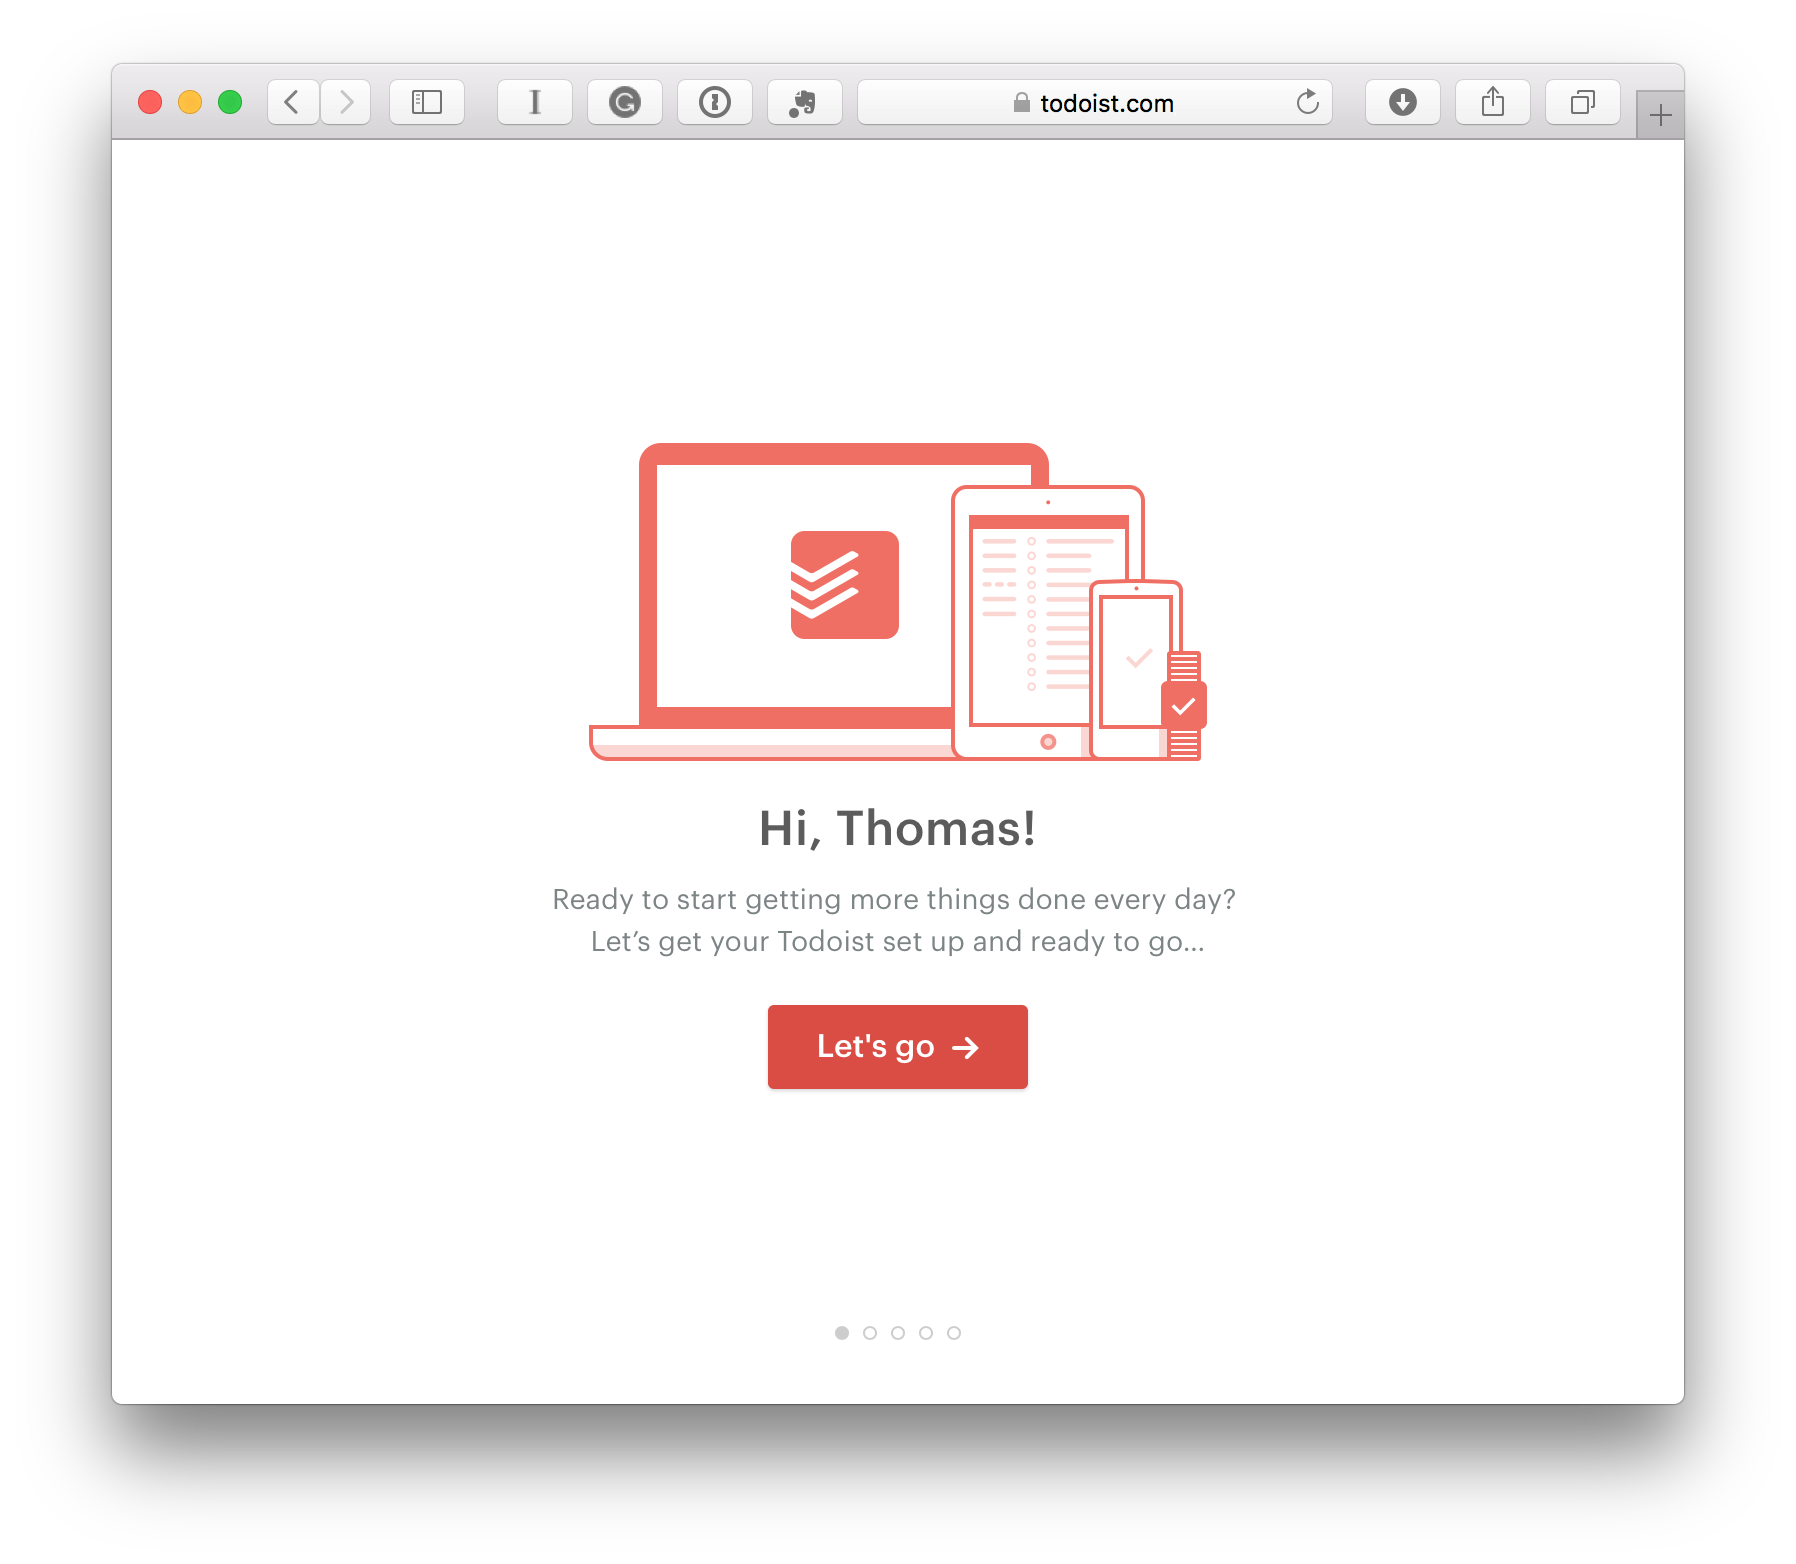 todoist.com
Hi, Thomas!
Ready to start getting more things done every day?
Let’s get your Todoist set up and ready to go...
Let's go →